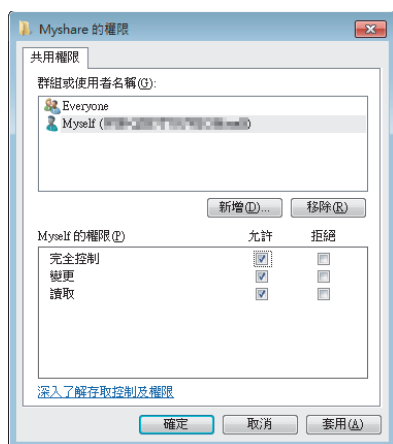 Myshare 的權限
共用權限
群組或使用者名稱(G):
Everyone
Myself (
新增(D)... 移除(R)
Myself 的權限(P) 允許 拒絕
完全控制
變更
讀取
深入了解存取控制及權限
確定 取消 套用(A)